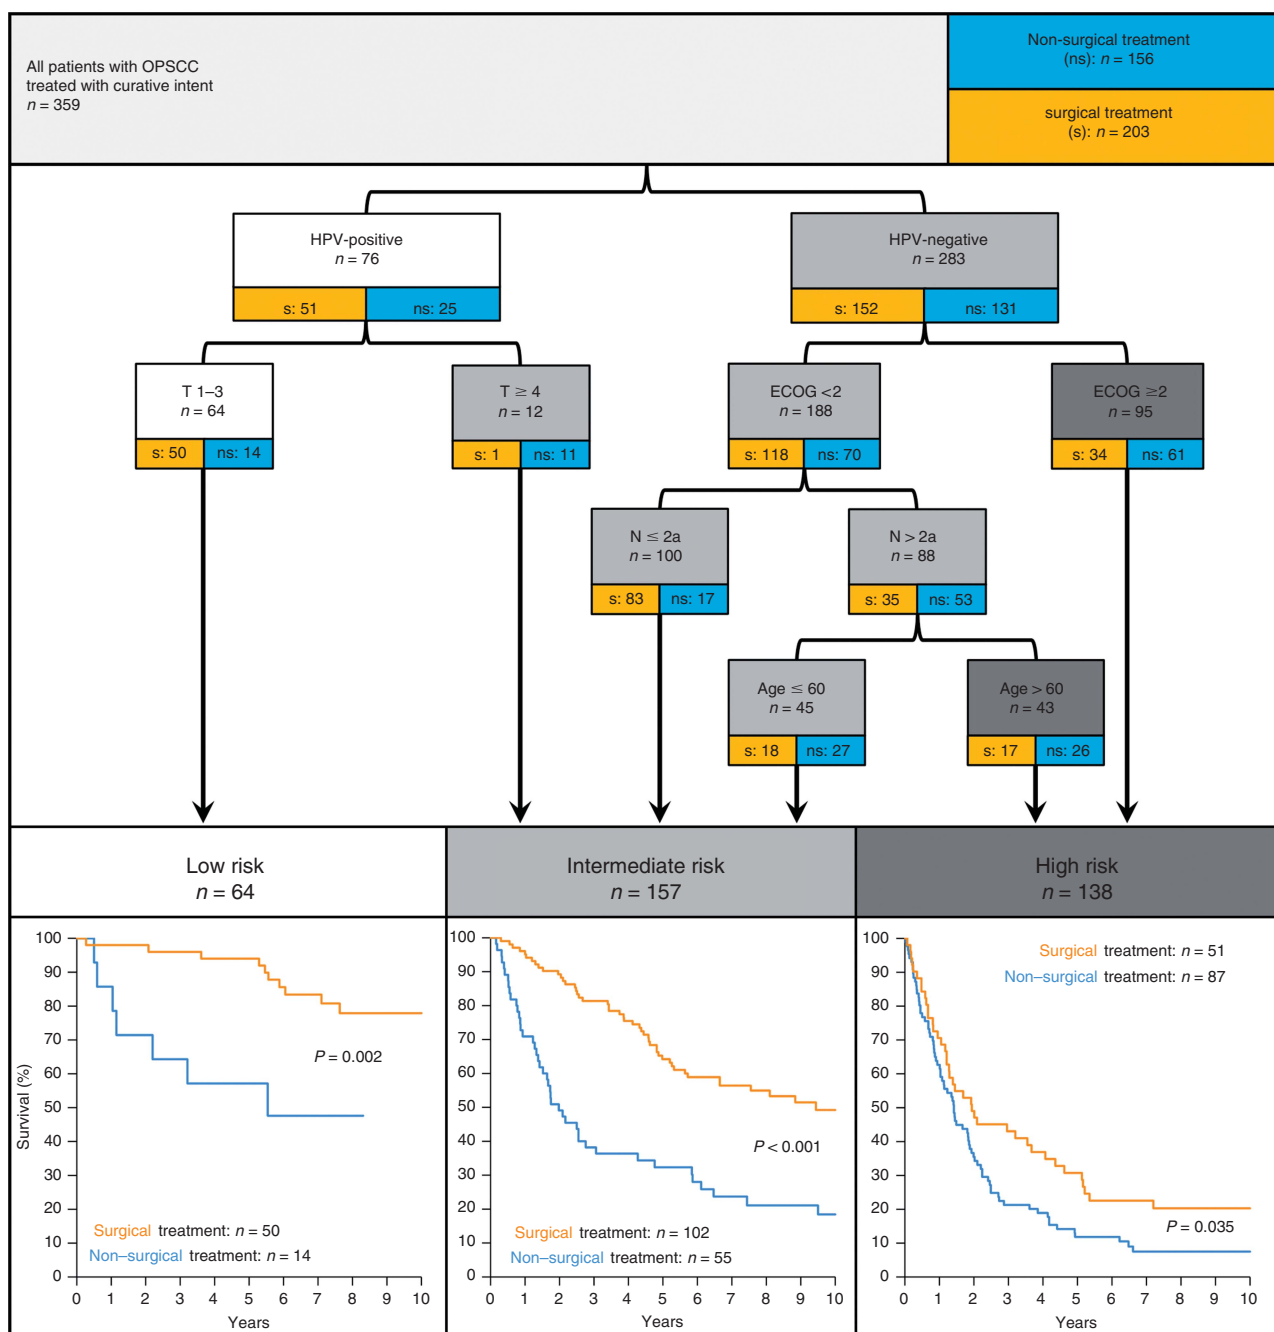 All patients with OPSCC
treated with curative intent
n = 359
Non-surgical treatment
(ns): n = 156
surgical treatment
(s): n = 203
HPV-positive
n = 76
s: 51
ns: 25
HPV-negative
n = 283
s: 152
ns: 131
T 1–3
n = 64
s: 50
ns: 14
T ≥ 4
n = 12
s: 1
ns: 11
ECOG <2
n = 188
s: 118
ns: 70
ECOG ≥2
n = 95
s: 34
ns: 61
N ≤ 2a
n = 100
s: 83
ns: 17
N > 2a
n = 88
s: 35
ns: 53
Age ≤ 60
n = 45
s: 18
ns: 27
Age > 60
n = 43
s: 17
ns: 26
Low risk
n = 64
Intermediate risk
n = 157
High risk
n = 138
Survival (%)
100
90
80
70
60
50
40
30
20
10
0
P = 0.002
Surgical treatment: n = 50
Non–surgical treatment: n = 14
0 1 2 3 4 5 6 7 8 9 10
Years
100
90
80
70
60
50
40
30
20
10
0
P < 0.001
Surgical treatment: n = 102
Non–surgical treatment: n = 55
0 1 2 3 4 5 6 7 8 9 10
Years
100
90
80
70
60
50
40
30
20
10
0
Surgical treatment: n = 51
Non–surgical treatment: n = 87
P = 0.035
0 1 2 3 4 5 6 7 8 9 10
Years